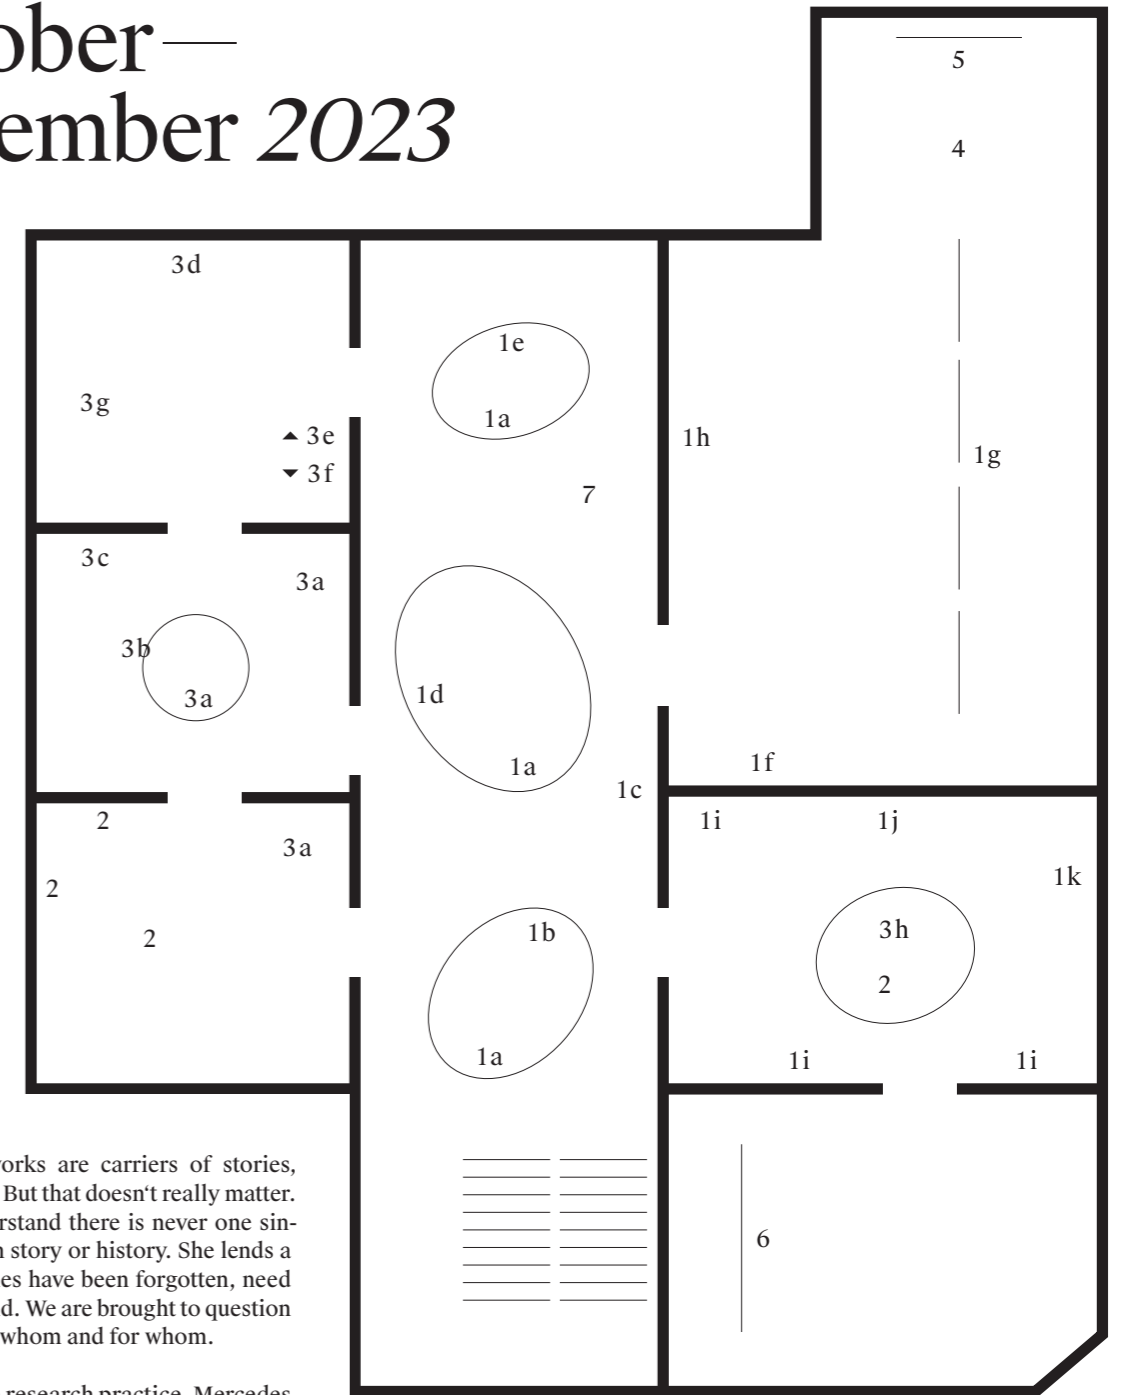 ober—
ember 2023
5
4
3d
1e
3g
1a
▲ 3e
1h
1g
▼ 3f
7
3c
3a
3b
1d
3a
1a
1f
1c
2
1i
1j
3a
1k
2
1b
3h
2
2
1a
1i
1i
works are carriers of stories,
But that doesn‘t really matter.
rstand there is never one sin-
n story or history. She lends a
6
es have been forgotten, need
d. We are brought to question
whom and for whom.
research practice, Mercedes